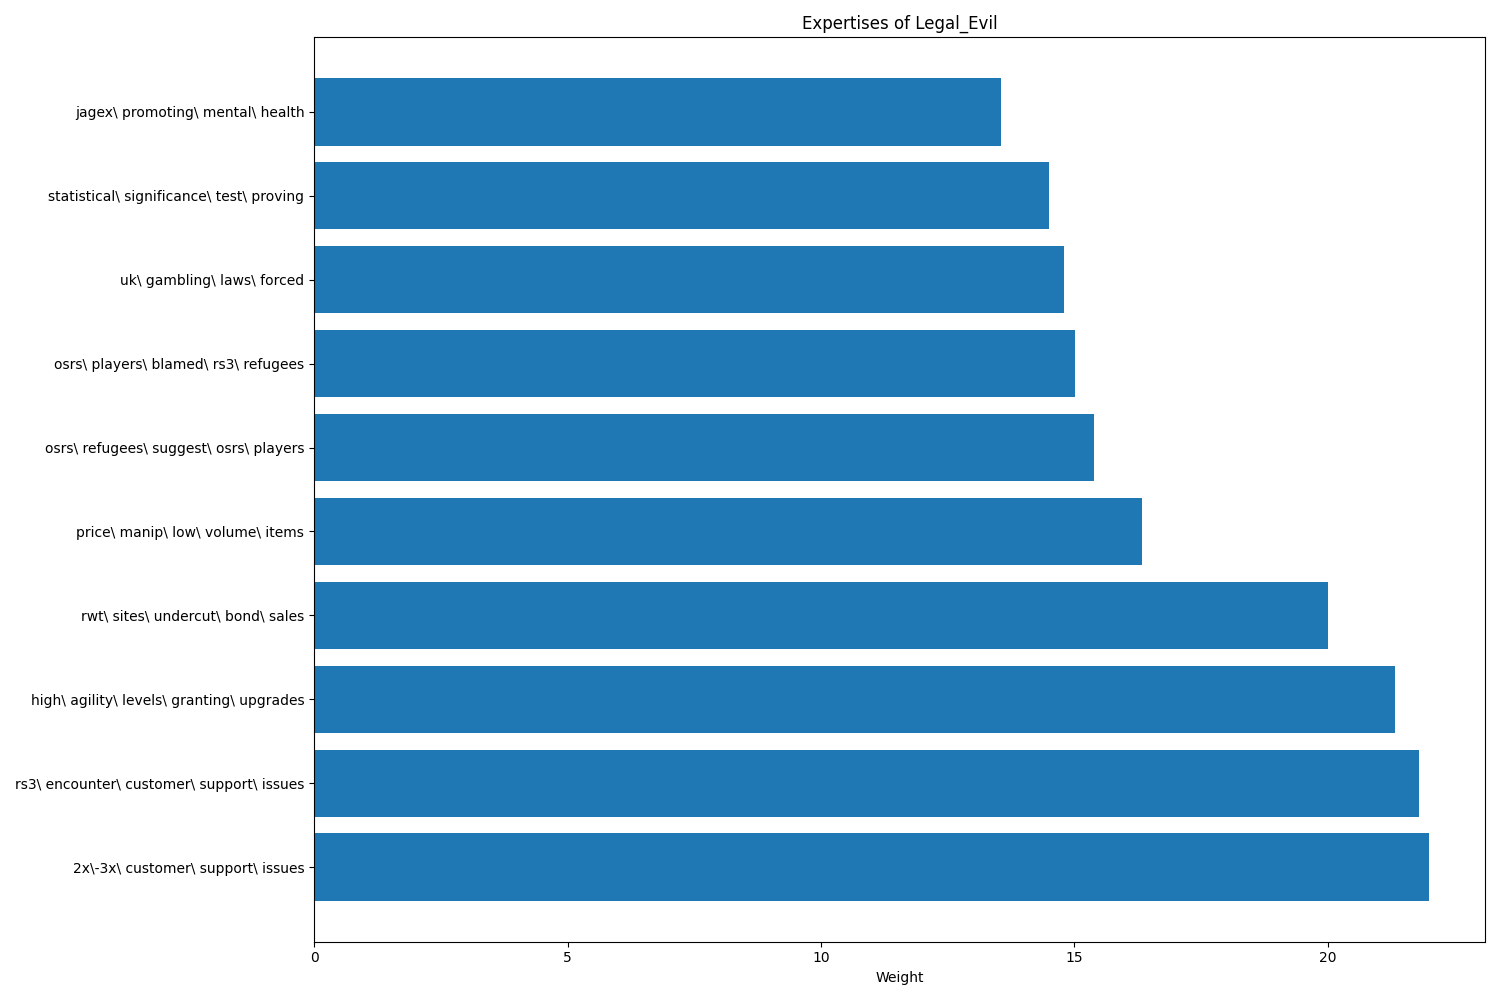 Expertises of Legal_Evil
jagex\ promoting\ mental\ health
statistical\ significance\ test\ proving
uk\ gambling\ laws\ forced
osrs\ players\ blamed\ rs3\ refugees
osrs\ refugees\ suggest\ osrs\ players
price\ manip\ low\ volume\ items
rwt\ sites\ undercut\ bond\ sales
high\ agility\ levels\ granting\ upgrades
rs3\ encounter\ customer\ support\ issues
2x\-3x\ customer\ support\ issues
0 5 10 15 20
Weight